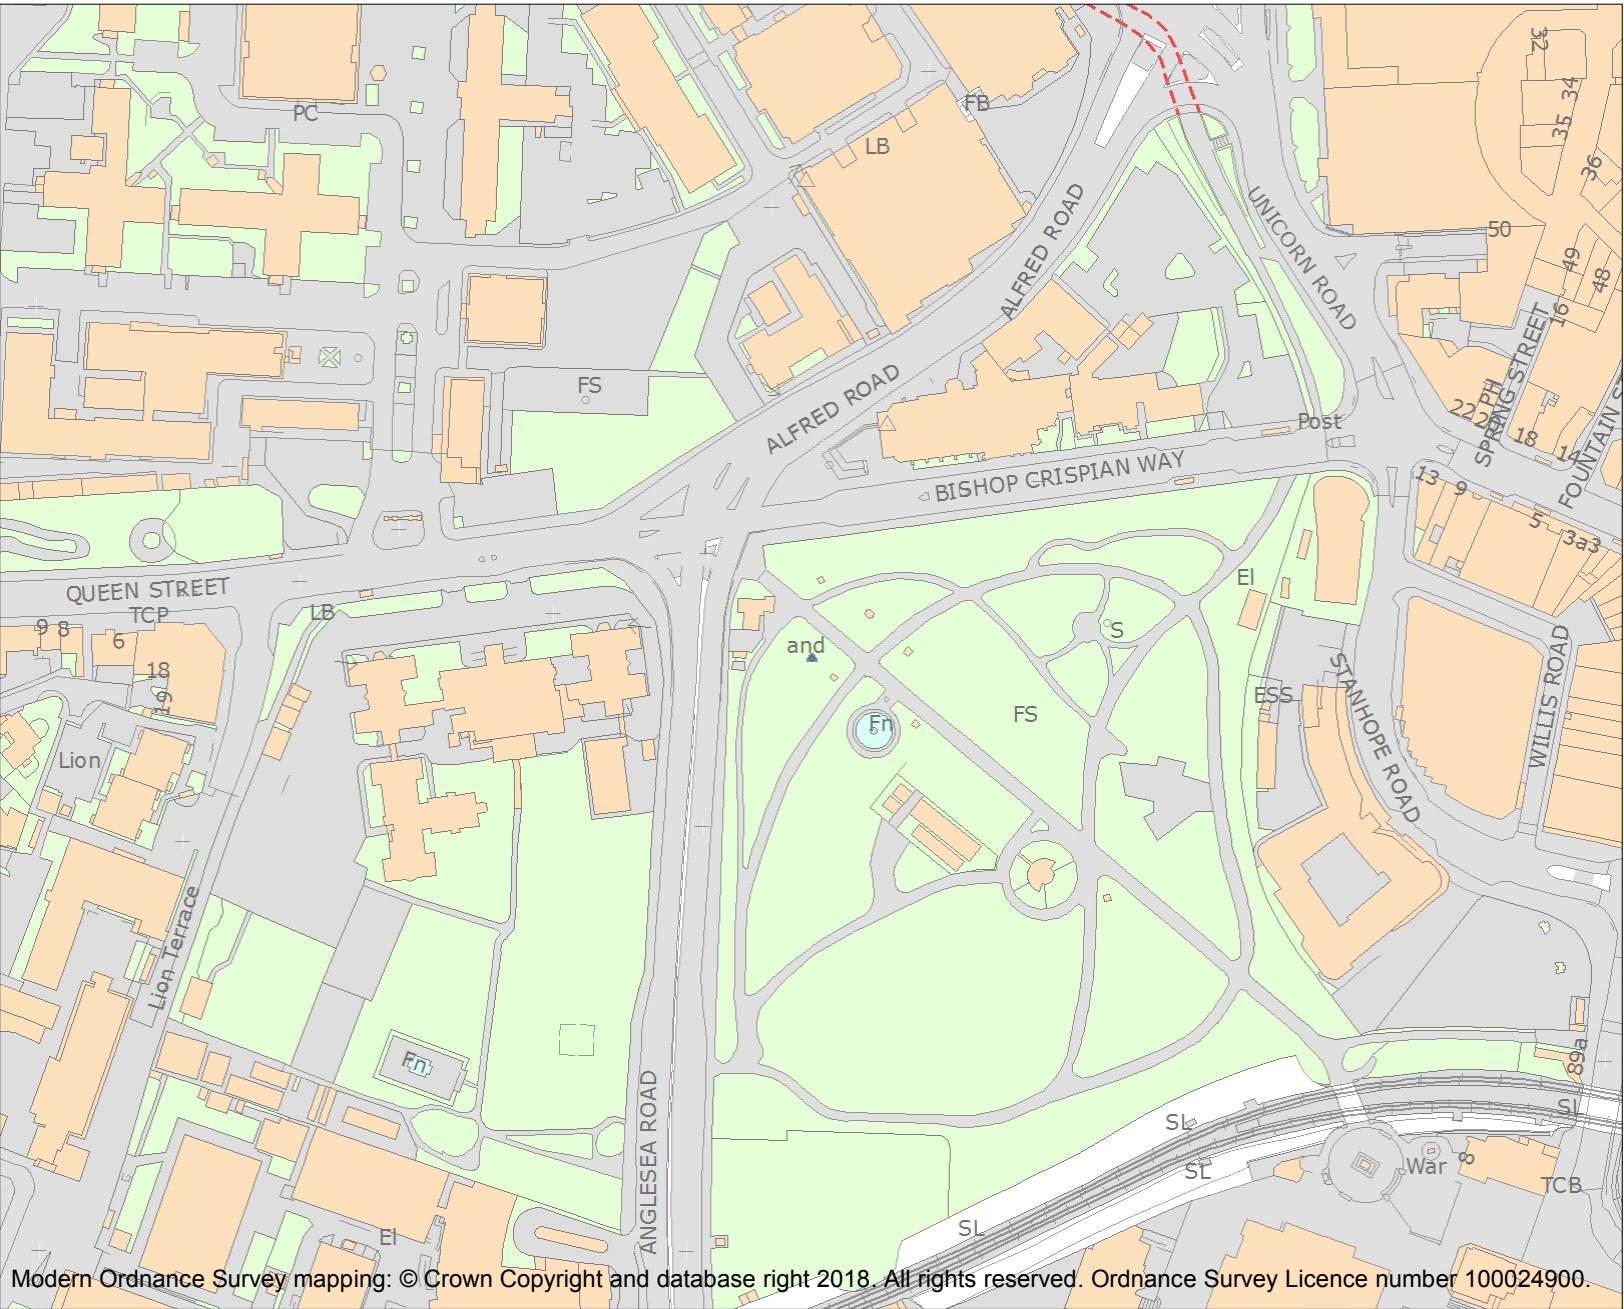 32
34
35
36
PC
FB
LB
50
49
48
16
ALFRED ROAD
UNICORN ROAD
SPRING STREET
PH
FS
ALFRED ROAD
22
18
14
Post
FOUNTAIN S
BISHOP CRISPIAN WAY
13
9
5
3a3
QUEEN STREET
TCP
LB
El
9 8
6
18
19
and
S
FS
Fn
ESS
STANHOPE ROAD
WILLIS ROAD
Lion
Lion Terrace
Fn
89a
SL
SL
SL
SL
War
8
TCB
ANGLESEA ROAD
El
Modern Ordnance Survey mapping: © Crown Copyright and database right 2018. All rights reserved. Ordnance Survey Licence number 100024900.